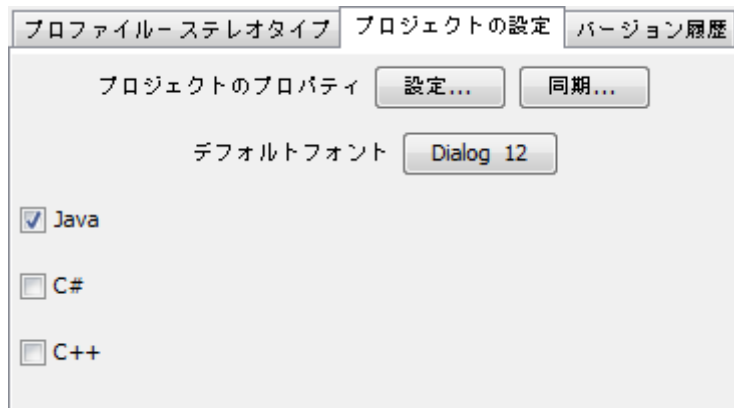 プロファイルーステレオタイプ プロジェクトの設定 バージョン履歴
プロジェクトのプロパティ 設定... 同期...
デフォルトフォント Dialog 12
Java
C#
C++